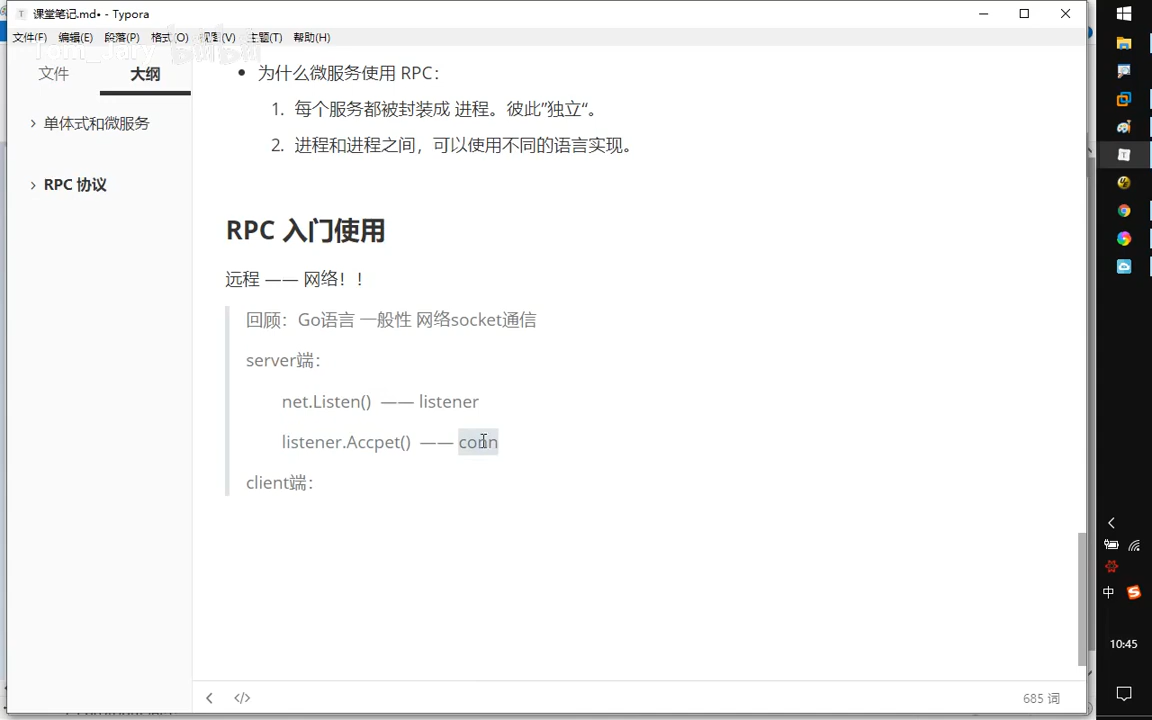 课堂笔记.md• - Typora
文件(F) 编辑(E) 段落(P) 格式(O) 视图(V) 主题(T) 帮助(H)
Tom_Jary bilibili
文件 大纲
单体式和微服务
RPC 协议
为什么微服务使用 RPC：
1. 每个服务都被封装成 进程。彼此”独立“。
2. 进程和进程之间，可以使用不同的语言实现。
RPC 入门使用
远程 —— 网络！！
回顾：Go语言 一般性 网络socket通信
server端：
net.Listen() —— listener
listener.Accpet() —— conn
client端：
685 词
中
10:45